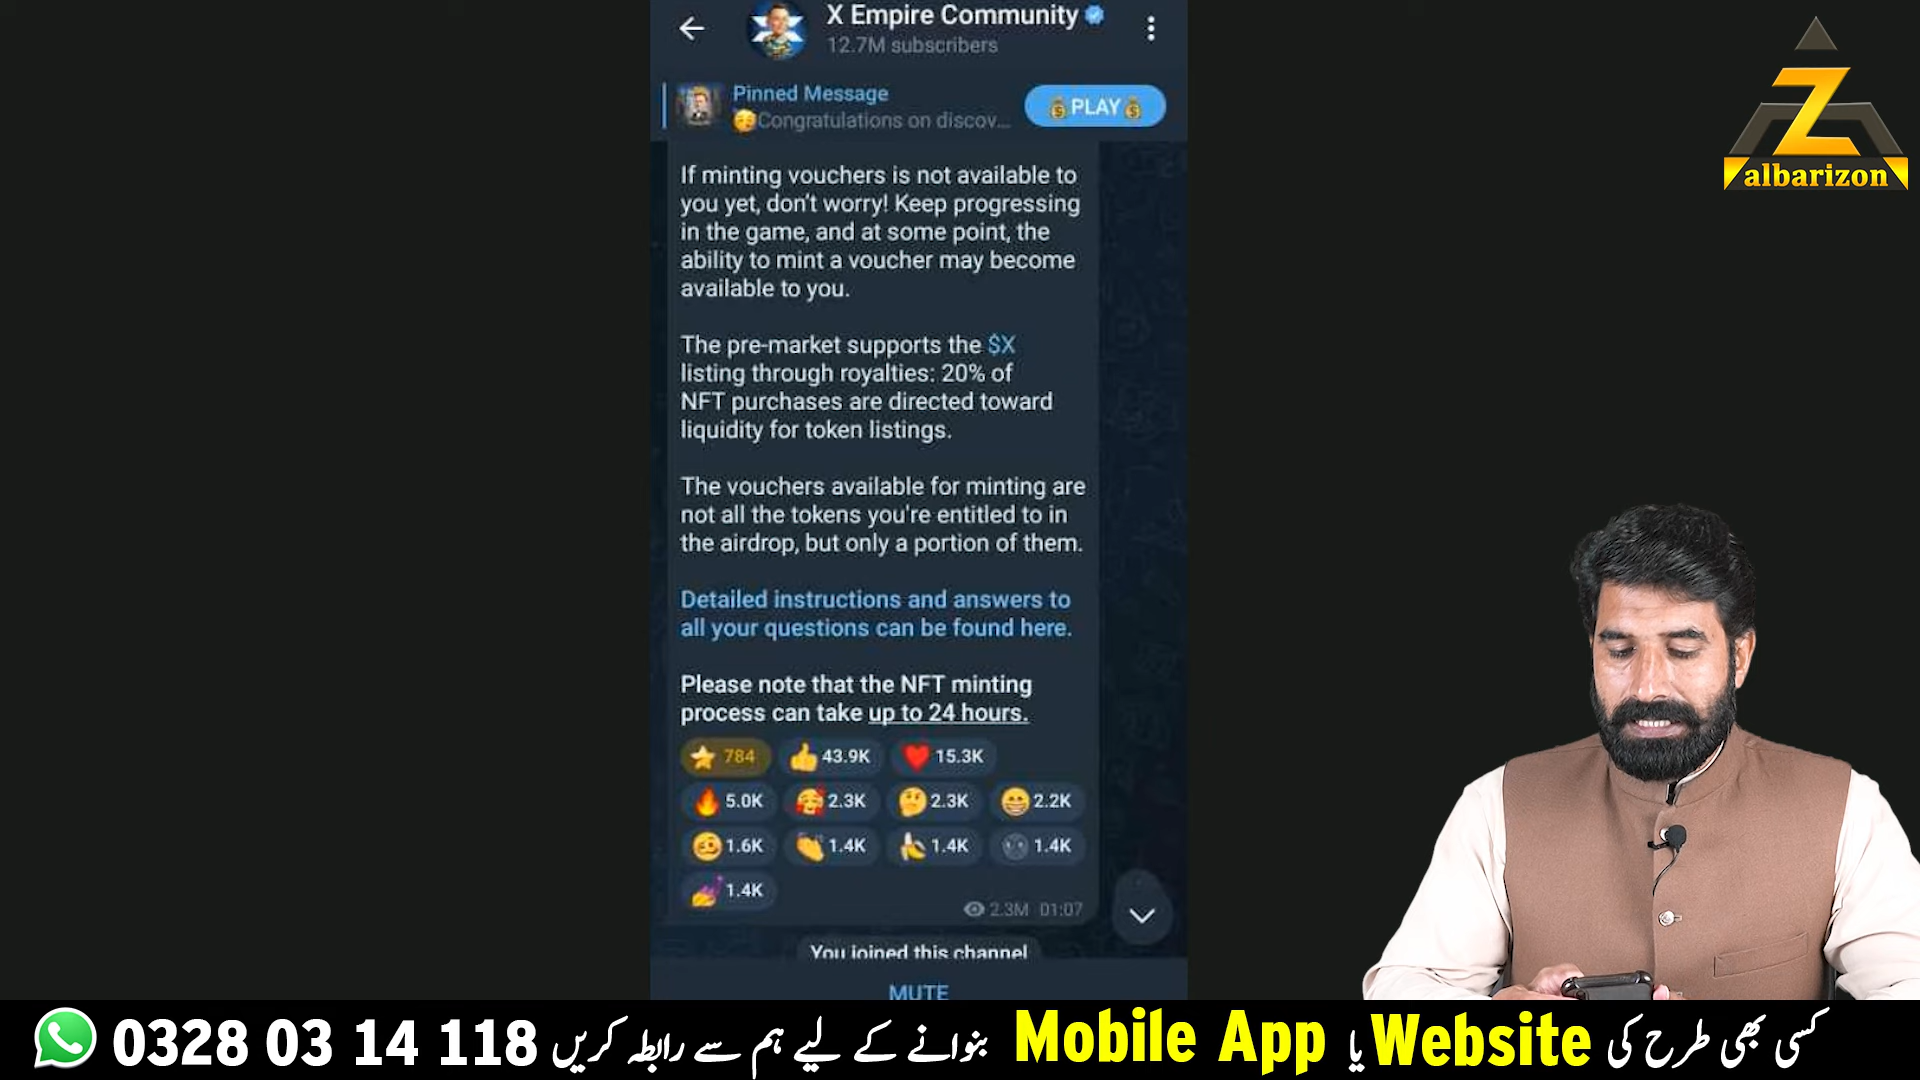 X Empire Community
12.7M subscribers
Pinned Message
Congratulations on discov...
PLAY
Z
albarizon
If minting vouchers is not available to
you yet, don't worry! Keep progressing
in the game, and at some point, the
ability to mint a voucher may become
available to you.
The pre-market supports the $X
listing through royalties: 20% of
NFT purchases are directed toward
liquidity for token listings.
The vouchers available for minting are
not all the tokens you're entitled to in
the airdrop, but only a portion of them.
Detailed instructions and answers to
all your questions can be found here.
Please note that the NFT minting
process can take up to 24 hours.
784 43.9K 15.3K
5.0K 2.3K 2.3K 2.2K
1.6K 1.4K 1.4K 1.4K
1.4K
2.3M 01:07
You joined this channel
MUTE
کسی بھی طرح کی Website یا Mobile App بنوانے کے لیے ہم سے رابطہ کریں 0328 03 14 118